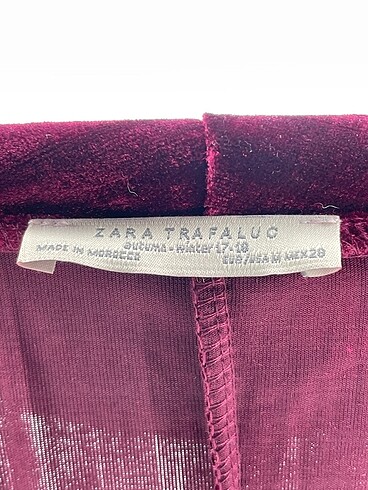 ZARA TRAFALUC
autumn-winter 17-18
MADE IN MOROCCO
EUR/USA M MEX 28